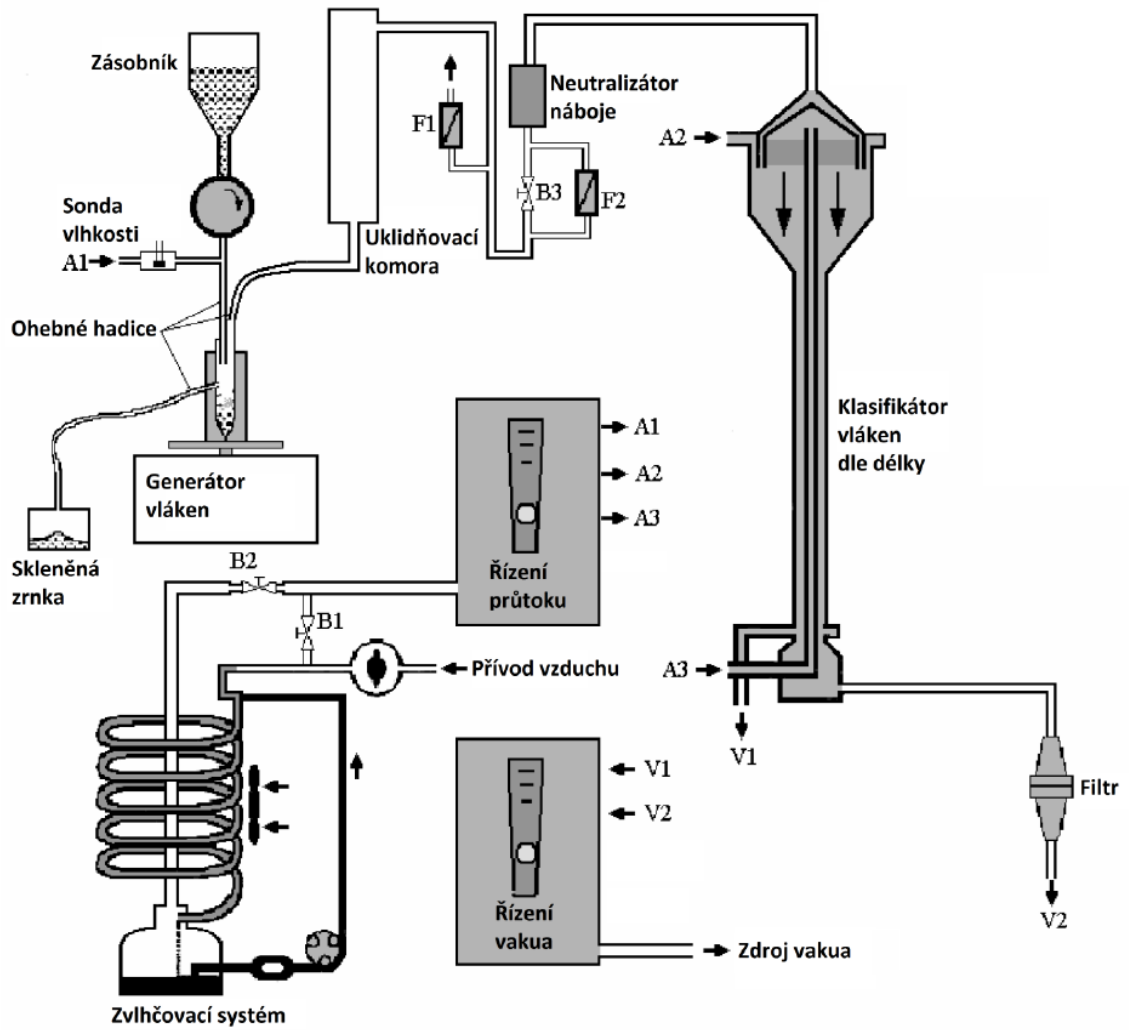 Zásobník
F1
Neutralizátor
náboje
A2
B3
F2
Sonda
vlhkosti
A1
Uklidňovací
komora
Ohebné hadice
Klasifikátor
vláken
dle délky
A1
A2
A3
Generátor
vláken
Skleněná
zrnka
B2
Řízení
průtoku
B1
Přívod vzduchu
A3
V1
V1
V2
Filtr
Řízení
vakua
V2
Zdroj vakua
Zvlhčovací systém